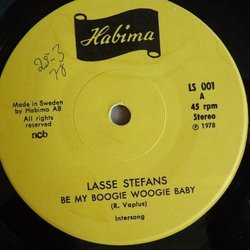 Habima
25-3
78
Made in Sweden
by Habima AB
All rights
reserved
ncb
LS 001
A
45 rpm
Stereo
℗ 1978
LASSE STEFANS
BE MY BOOGIE WOOGIE BABY
(R. Vaplus)
Intersong